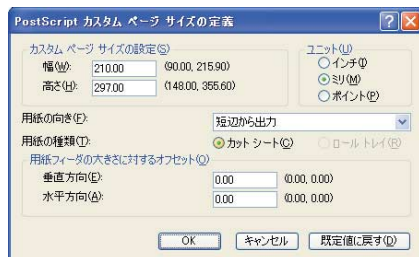 PostScript カスタム ページ サイズの定義
カスタム ページ サイズの設定(S)
幅(W): 210.00 (90.00, 215.90)
高さ(H): 297.00 (148.00, 355.60)
ユニット(U)
インチ(I)
ミリ(M)
ポイント(P)
用紙の向き(F): 短辺から出力
用紙の種類(T): カット シート(C) ロール トレイ(R)
用紙フィーダの大きさに対するオフセット(O)
垂直方向(E): 0.00 (0.00, 0.00)
水平方向(A): 0.00 (0.00, 0.00)
OK キャンセル 既定値に戻す(D)